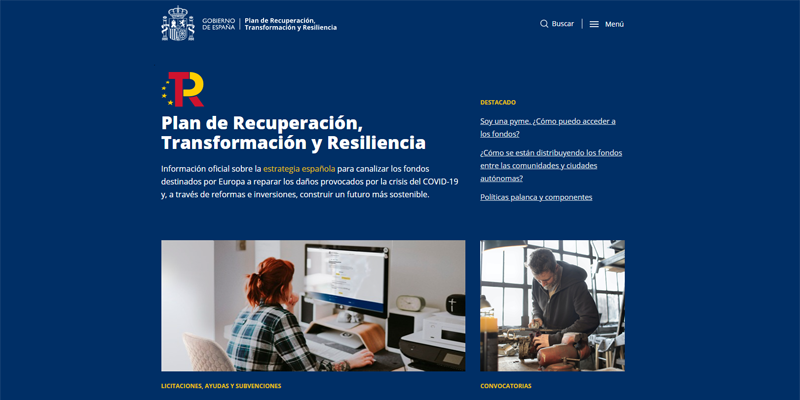 GOBIERNO
DE ESPAÑA
Plan de Recuperación,
Transformación y Resiliencia
Buscar
Menú
Plan de Recuperación,
Transformación y Resiliencia
Información oficial sobre la estrategia española para canalizar los fondos
destinados por Europa a reparar los daños provocados por la crisis del COVID-19
y, a través de reformas e inversiones, construir un futuro más sostenible.
DESTACADO
Soy una pyme. ¿Cómo puedo acceder a
los fondos?
¿Cómo se están distribuyendo los fondos
entre las comunidades y ciudades
autónomas?
Políticas palanca y componentes
LICITACIONES, AYUDAS Y SUBVENCIONES
CONVOCATORIAS